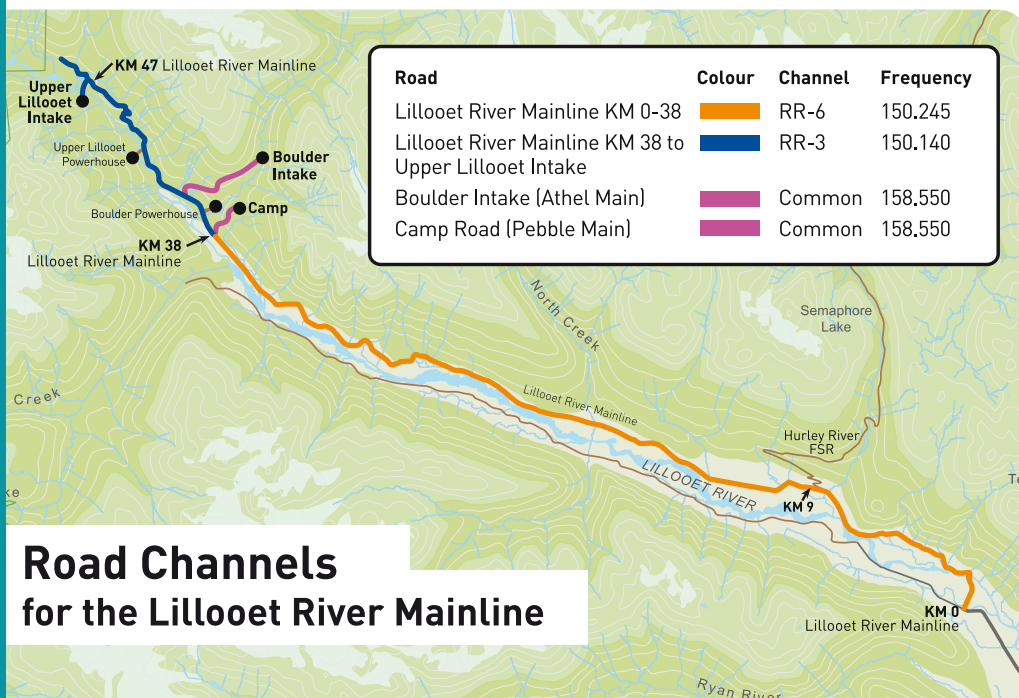 KM 47 Lillooet River Mainline
Upper
Lillooet
Intake
Upper Lillooet
Powerhouse
Boulder
Intake
Boulder Powerhouse
Camp
KM 38
Lillooet River Mainline
Road Colour Channel Frequency
Lillooet River Mainline KM 0-38 RR-6 150.245
Lillooet River Mainline KM 38 to RR-3 150.140
Upper Lillooet Intake
Boulder Intake (Athel Main) Common 158.550
Camp Road (Pebble Main) Common 158.550
North Creek
Semaphore
Lake
Creek
Lillooet River Mainline
Hurley River
FSR
LILLOOET RIVER
KM 9
ke
Road Channels
for the Lillooet River Mainline
KM 0
Lillooet River Mainline
Ryan River